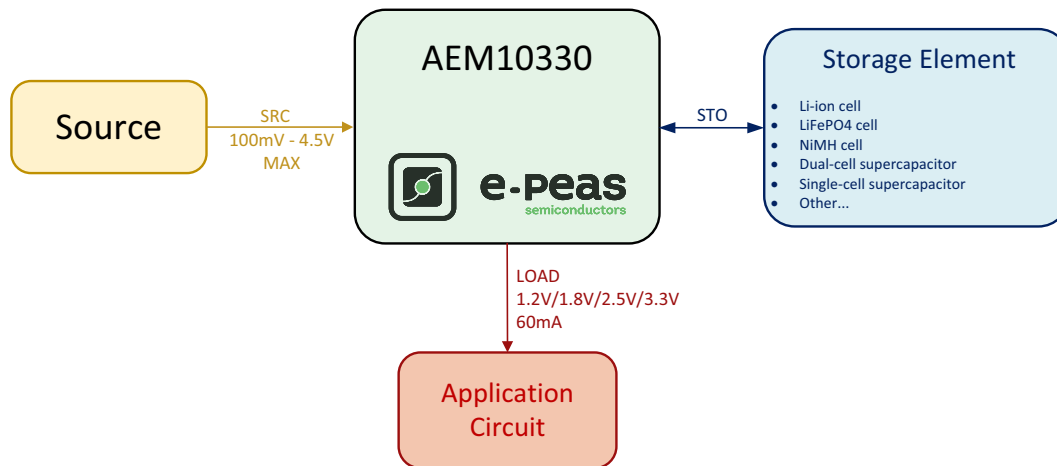 AEM10330
Storage Element
Source
SRC
100mV - 4.5V
MAX
STO
• Li-ion cell
• LiFePO4 cell
• NiMH cell
• Dual-cell supercapacitor
• Single-cell supercapacitor
• Other...
e-peas
semiconductors
LOAD
1.2V/1.8V/2.5V/3.3V
60mA
Application
Circuit